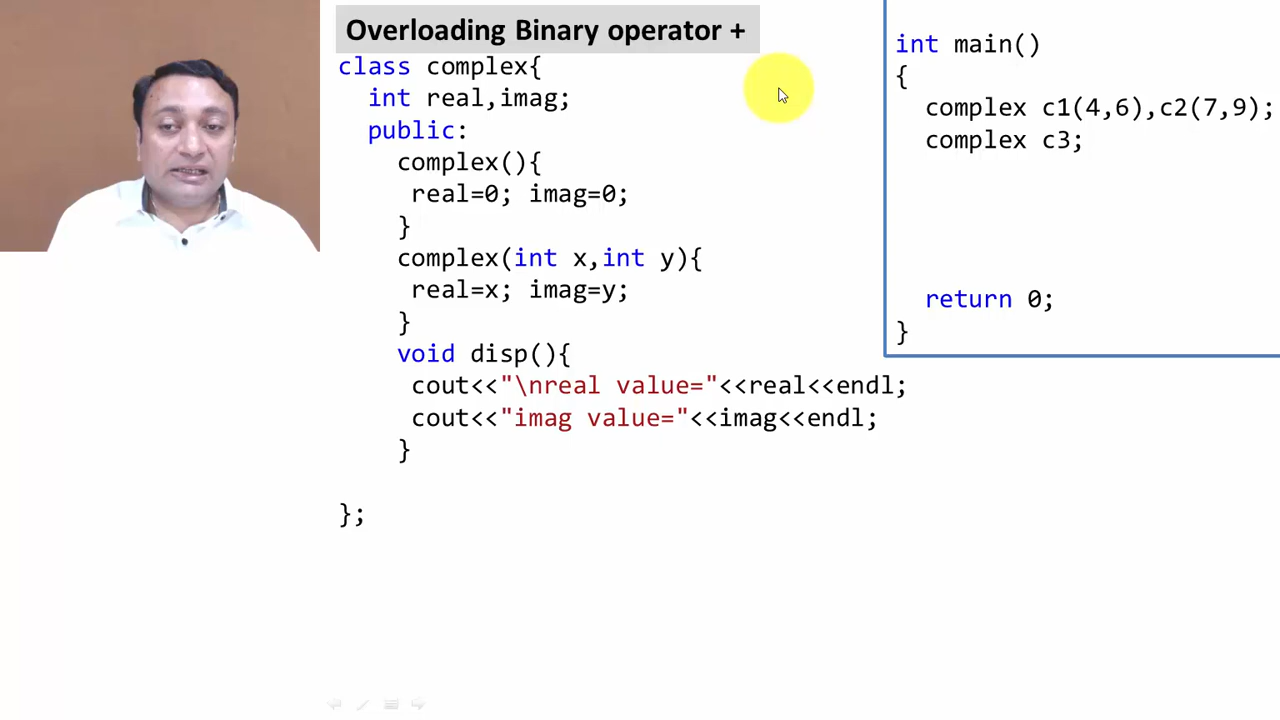 Overloading Binary operator +
class complex{
int real,imag;
public:
complex(){
real=0; imag=0;
}
complex(int x,int y){
real=x; imag=y;
}
void disp(){
cout<<"\nreal value="<<real<<endl;
cout<<"imag value="<<imag<<endl;
}
};
int main()
{
complex c1(4,6),c2(7,9);
complex c3;
return 0;
}